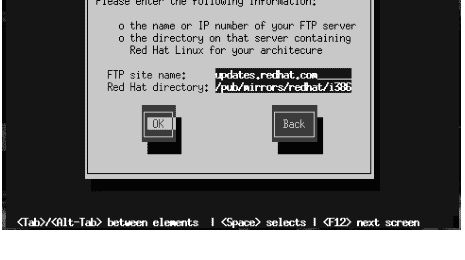 Please enter the following information:
o the name or IP number of your FTP server
o the directory on that server containing
Red Hat Linux for your architecure
FTP site name: updates.redhat.com
Red Hat directory: /pub/mirrors/redhat/i386
OK Back
<Tab>/<Alt-Tab> between elements | <Space> selects | <F12> next screen